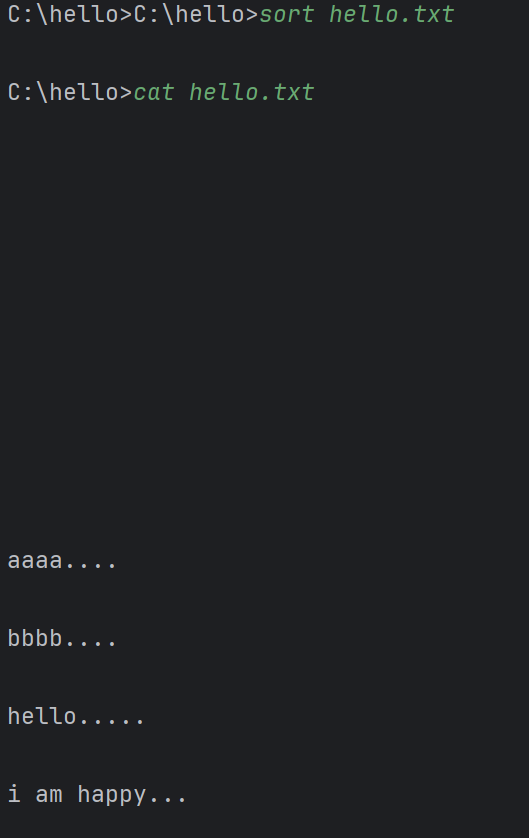 C:\hello>C:\hello>sort hello.txt
C:\hello>cat hello.txt
aaaa....
bbbb....
hello.....
i am happy...